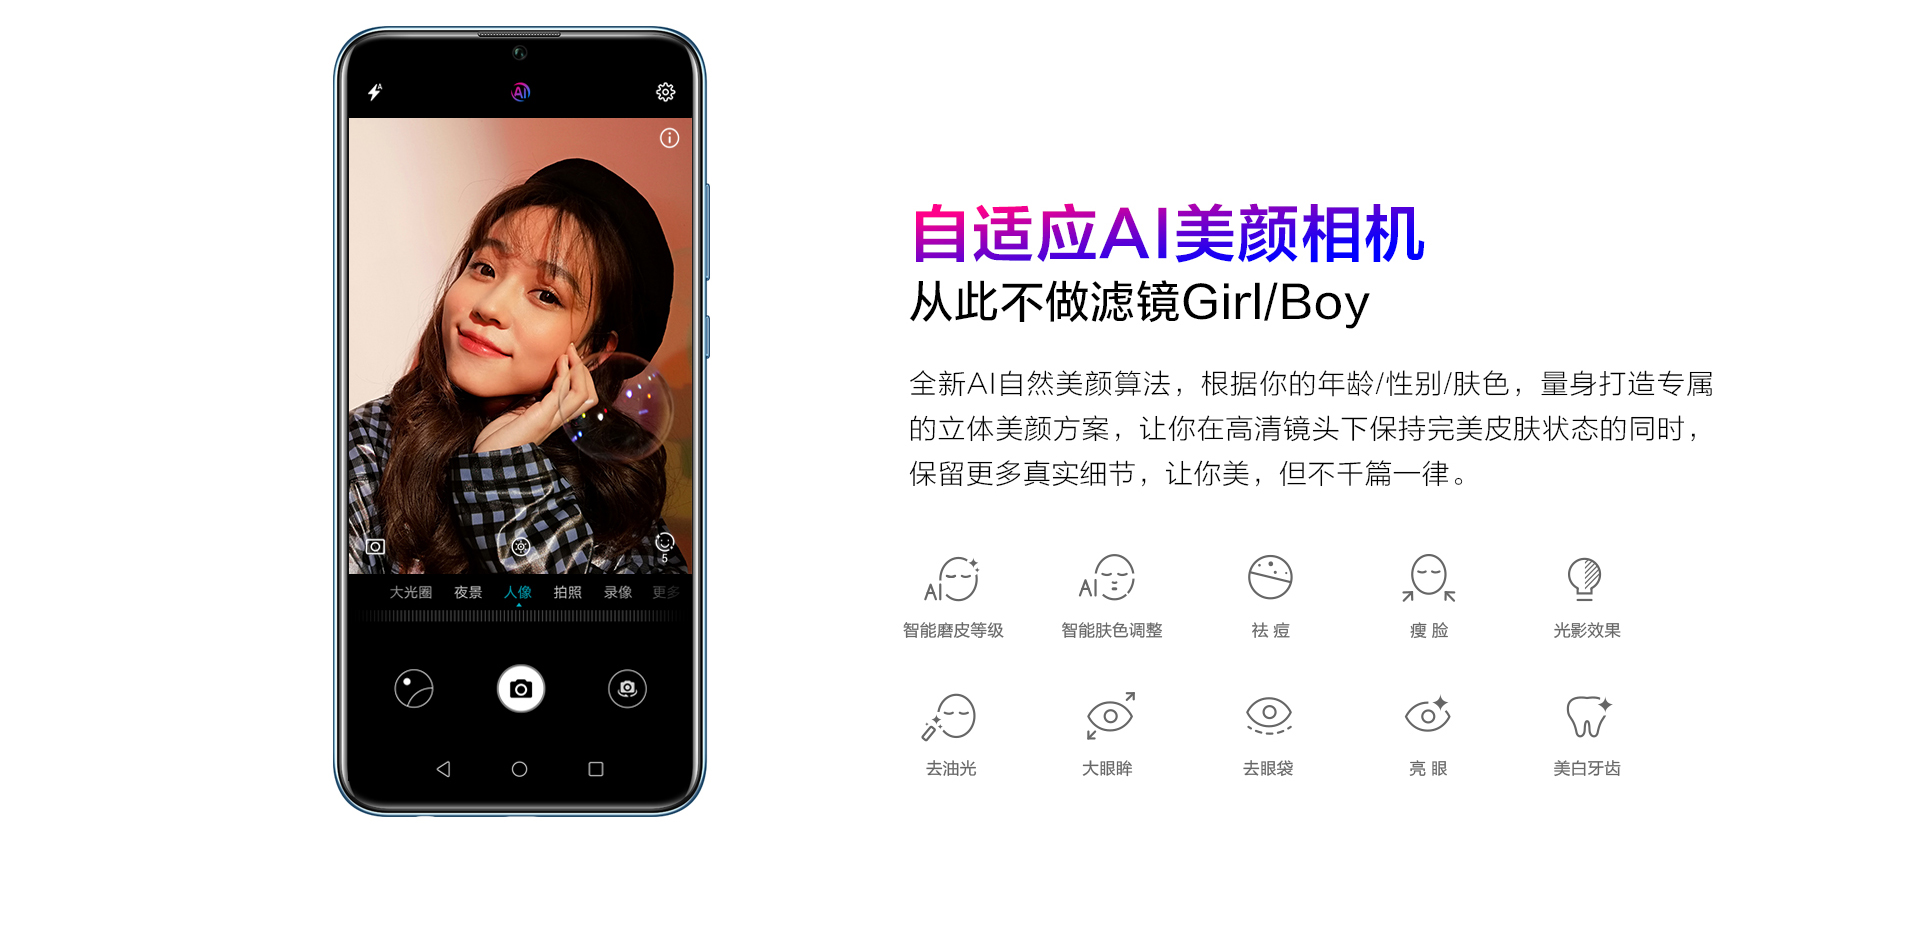 A
AI
5
大光圈 夜景 人像 拍照 录像 更多
自适应AI美颜相机
从此不做滤镜Girl/Boy
全新AI自然美颜算法，根据你的年龄/性别/肤色，量身打造专属
的立体美颜方案，让你在高清镜头下保持完美皮肤状态的同时，
保留更多真实细节，让你美，但不千篇一律。
AI AI
智能磨皮等级 智能肤色调整 祛 痘 瘦 脸 光影效果
去油光 大眼眸 去眼袋 亮 眼 美白牙齿